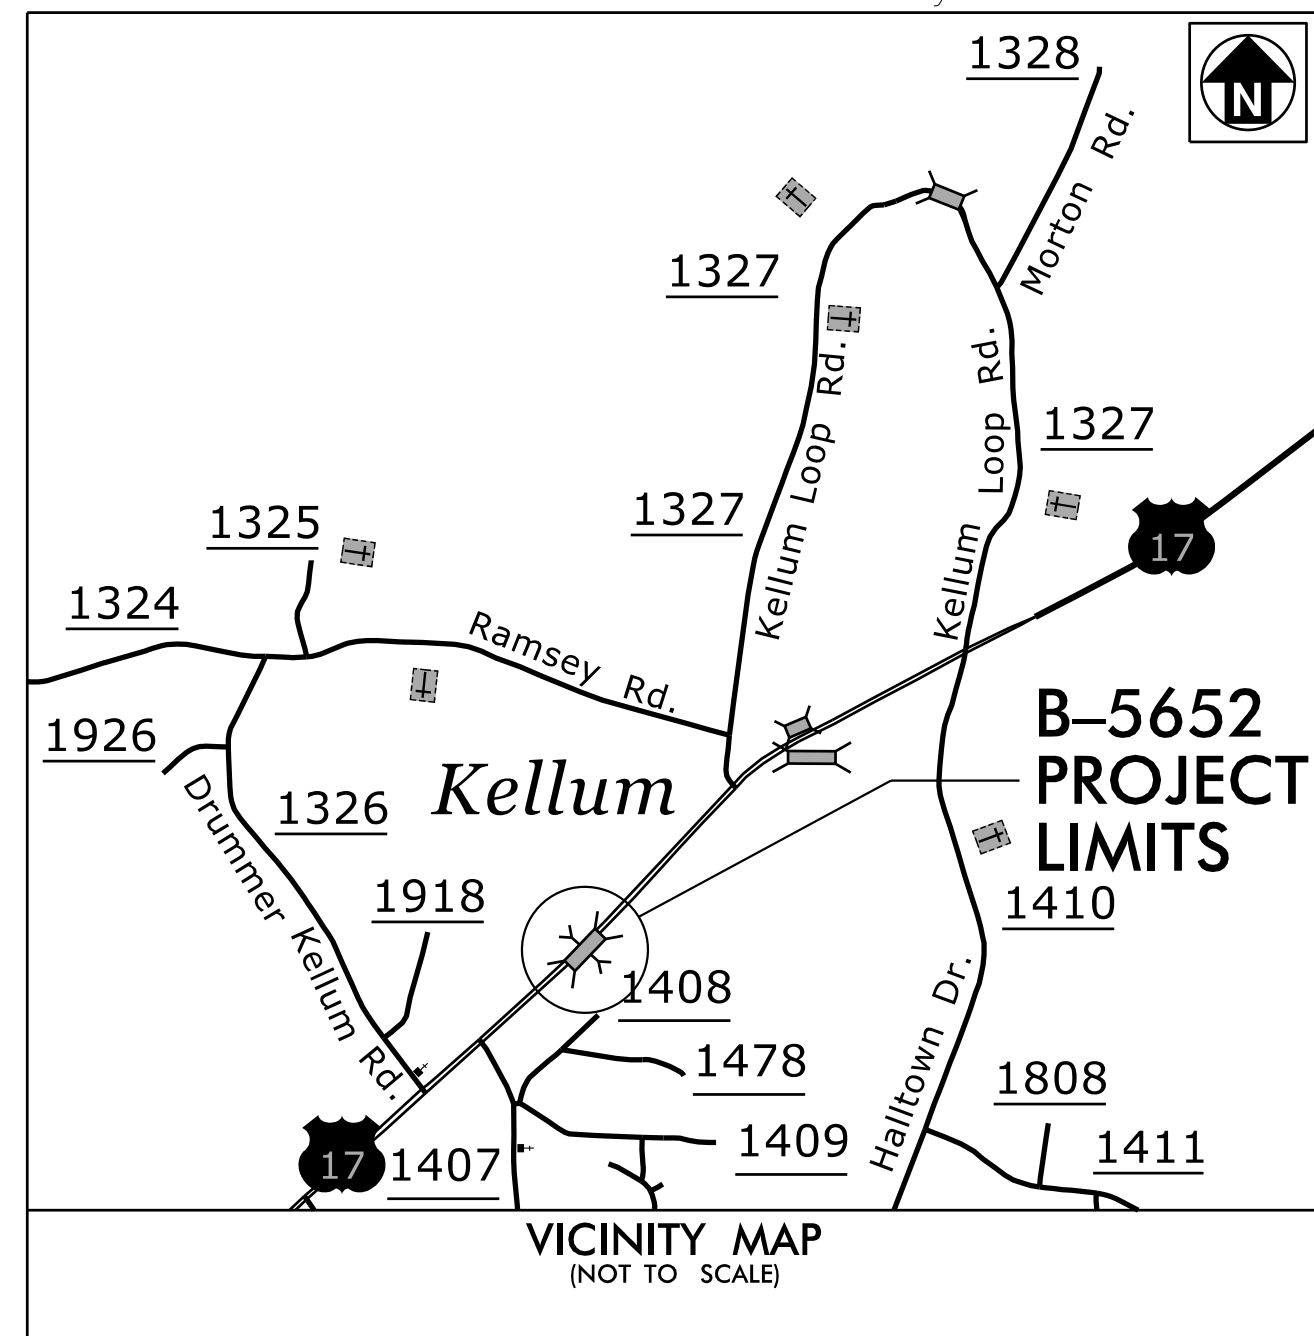 1328
N
Morton Rd.
1327
Kellum Loop Rd.
Kellum Loop Rd.
1327
1327
1325
17
1324
Ramsey Rd.
1926
B–5652
PROJECT
LIMITS
Kellum
1326
Drummer Kellum Rd.
1918
1410
1408
Halltown Dr.
1478
1808
1409
1411
17
1407
VICINITY MAP
(NOT TO SCALE)